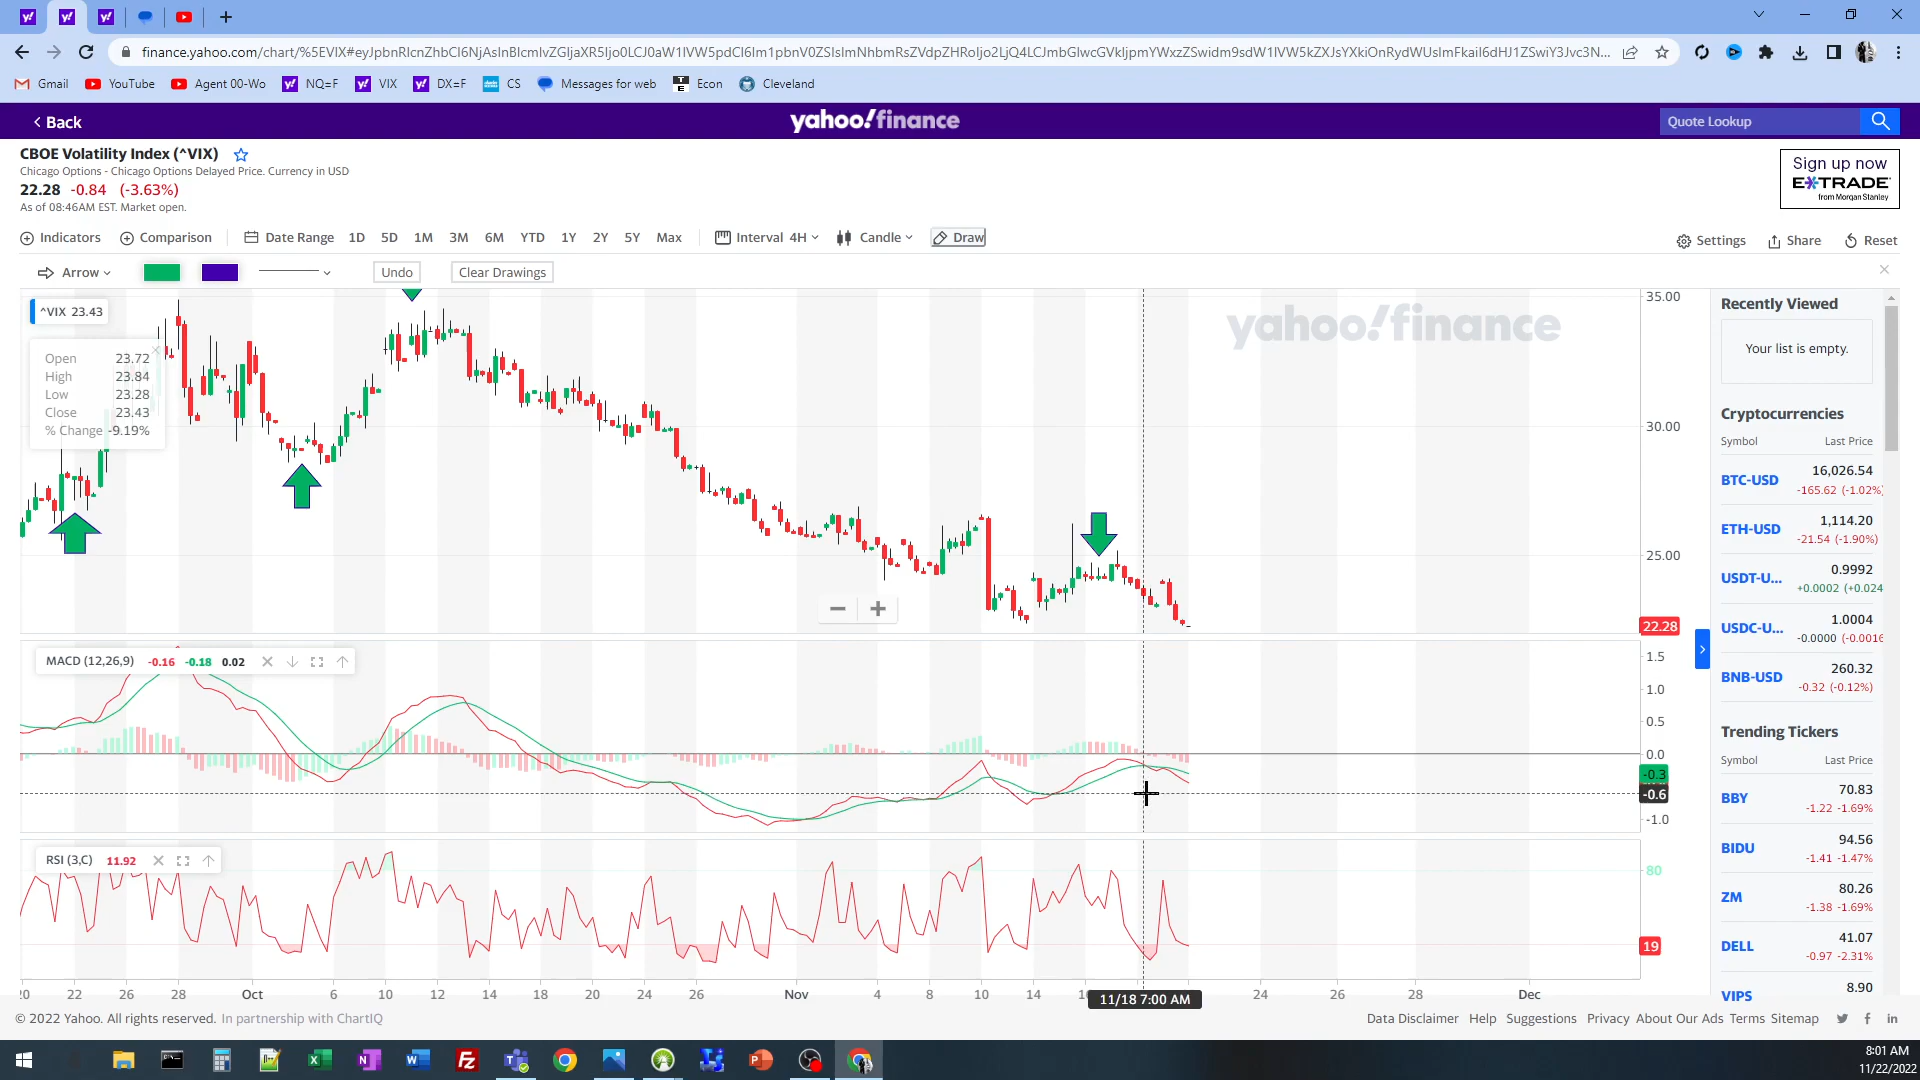 finance.yahoo.com/chart/%5EVIX#eyJpbnRlcnZhbCI6NjAsInBlcmlvZGljaXR5Ijo0LCJ0aW1lVW5pdCI6Im1pbnV0ZSIsImNhbmRsZVdpZHRoIjo2LjQ4LCJmbGlwcGVkIjpmYWxzZSwidm9sdW1lVW5kZXJsYXkiOnRydWUsImFkaiI6dHJ1ZSwiY3Jvc3N...
Gmail
YouTube
Agent 00-Wo
NQ=F
VIX
DX=F
CS
Messages for web
Econ
Cleveland
< Back
yahoo!finance
Quote Lookup
CBOE Volatility Index (^VIX)
Chicago Options - Chicago Options Delayed Price. Currency in USD
22.28 -0.84 (-3.63%)
As of 08:46AM EST. Market open.
Sign up now
E*TRADE
from Morgan Stanley
Indicators Comparison Date Range 1D 5D 1M 3M 6M YTD 1Y 2Y 5Y Max Interval 4H Candle Draw
Settings Share Reset
Arrow Undo Clear Drawings
^VIX 23.43
Open 23.72
High 23.84
Low 23.28
Close 23.43
% Change -9.19%
yahoo!finance
35.00
30.00
25.00
22.28
MACD (12,26,9) -0.16 -0.18 0.02
1.5
1.0
0.5
0.0
-0.3
-0.6
-1.0
RSI (3,C) 11.92
80
19
20 22 26 28 Oct 6 10 12 14 18 20 24 26 Nov 4 8 10 14 11/18 7:00 AM 24 26 28 Dec
Recently Viewed
Your list is empty.
Cryptocurrencies
Symbol Last Price
BTC-USD 16,026.54
-165.62 (-1.02%)
ETH-USD 1,114.20
-21.54 (-1.90%)
USDT-U... 0.9992
+0.0002 (+0.024
USDC-U... 1.0004
-0.0000 (-0.0016
BNB-USD 260.32
-0.32 (-0.12%)
Trending Tickers
Symbol Last Price
BBY 70.83
-1.22 -1.69%
BIDU 94.56
-1.41 -1.47%
ZM 80.26
-1.38 -1.69%
DELL 41.07
-0.97 -2.31%
VIPS 8.90
© 2022 Yahoo. All rights reserved. In partnership with ChartIQ
Data Disclaimer Help Suggestions Privacy About Our Ads Terms Sitemap
8:01 AM
11/22/2022